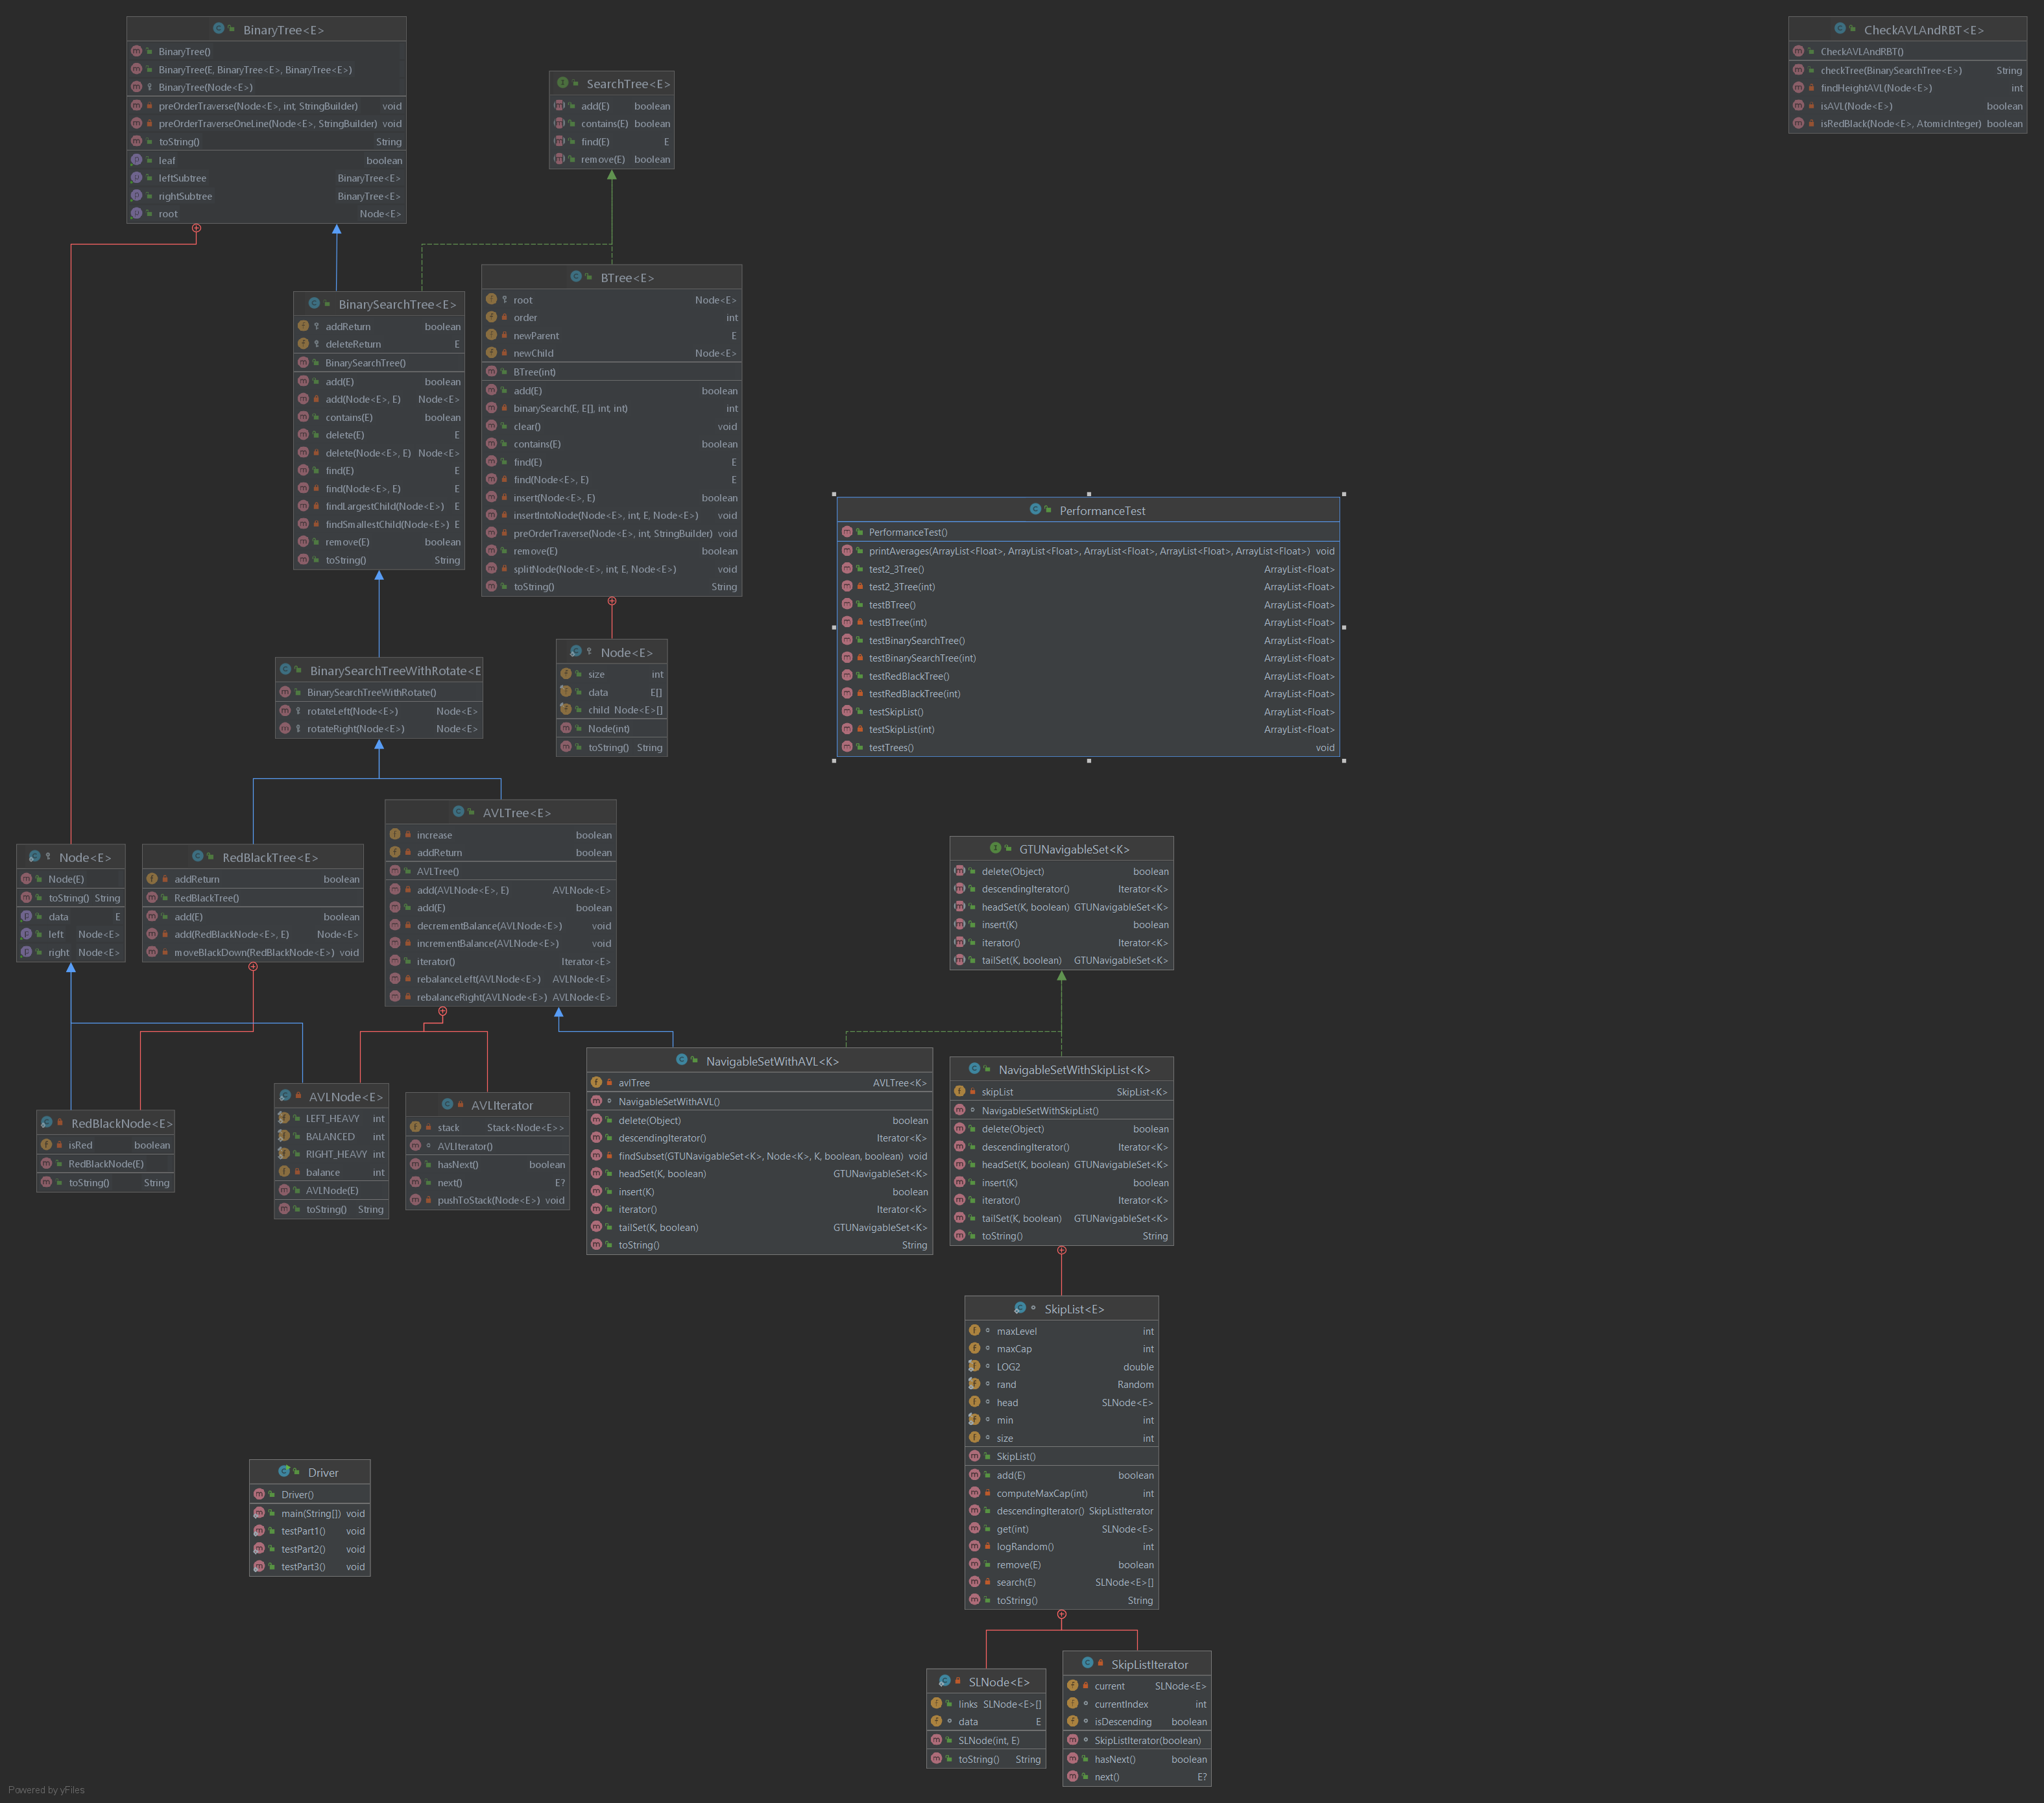 BinaryTree<E>
BinaryTree()
BinaryTree(E, BinaryTree<E>, BinaryTree<E>)
BinaryTree(Node<E>)
preOrderTraverse(Node<E>, int, StringBuilder) void
preOrderTraverseOneLine(Node<E>, StringBuilder) void
toString() String
leaf boolean
leftSubtree BinaryTree<E>
rightSubtree BinaryTree<E>
root Node<E>
CheckAVLAndRBT<E>
CheckAVLAndRBT()
checkTree(BinarySearchTree<E>) String
findHeightAVL(Node<E>) int
isAVL(Node<E>) boolean
isRedBlack(Node<E>, AtomicInteger) boolean
SearchTree<E>
add(E) boolean
contains(E) boolean
find(E) E
remove(E) boolean
BinarySearchTree<E>
addReturn boolean
deleteReturn E
BinarySearchTree()
add(E) boolean
add(Node<E>, E) Node<E>
contains(E) boolean
delete(E) E
delete(Node<E>, E) Node<E>
find(E) E
find(Node<E>, E) E
findLargestChild(Node<E>) E
findSmallestChild(Node<E>) E
remove(E) boolean
toString() String
BTree<E>
root Node<E>
order int
newParent E
newChild Node<E>
BTree(int)
add(E) boolean
binarySearch(E, E[], int, int) int
clear() void
contains(E) boolean
find(E) E
find(Node<E>, E) E
insert(Node<E>, E) boolean
insertIntoNode(Node<E>, int, E, Node<E>) void
preOrderTraverse(Node<E>, int, StringBuilder) void
remove(E) boolean
splitNode(Node<E>, int, E, Node<E>) void
toString() String
PerformanceTest
PerformanceTest()
printAverages(ArrayList<Float>, ArrayList<Float>, ArrayList<Float>, ArrayList<Float>, ArrayList<Float>) void
test2_3Tree() ArrayList<Float>
test2_3Tree(int) ArrayList<Float>
testBTree() ArrayList<Float>
testBTree(int) ArrayList<Float>
testBinarySearchTree() ArrayList<Float>
testBinarySearchTree(int) ArrayList<Float>
testRedBlackTree() ArrayList<Float>
testRedBlackTree(int) ArrayList<Float>
testSkipList() ArrayList<Float>
testSkipList(int) ArrayList<Float>
testTrees() void
Node<E>
size int
data E[]
child Node<E>[]
Node(int)
toString() String
BinarySearchTreeWithRotate<E
BinarySearchTreeWithRotate()
rotateLeft(Node<E>) Node<E>
rotateRight(Node<E>) Node<E>
Node<E>
Node(E)
toString() String
data E
left Node<E>
right Node<E>
RedBlackTree<E>
addReturn boolean
RedBlackTree()
add(E) boolean
add(RedBlackNode<E>, E) Node<E>
moveBlackDown(RedBlackNode<E>) void
AVLTree<E>
increase boolean
addReturn boolean
AVLTree()
add(AVLNode<E>, E) AVLNode<E>
add(E) boolean
decrementBalance(AVLNode<E>) void
incrementBalance(AVLNode<E>) void
iterator() Iterator<E>
rebalanceLeft(AVLNode<E>) AVLNode<E>
rebalanceRight(AVLNode<E>) AVLNode<E>
GTUNavigableSet<K>
delete(Object) boolean
descendingIterator() Iterator<K>
headSet(K, boolean) GTUNavigableSet<K>
insert(K) boolean
iterator() Iterator<K>
tailSet(K, boolean) GTUNavigableSet<K>
RedBlackNode<E>
isRed boolean
RedBlackNode(E)
toString() String
AVLNode<E>
LEFT_HEAVY int
BALANCED int
RIGHT_HEAVY int
balance int
AVLNode(E)
toString() String
AVLIterator
stack Stack<Node<E>>
AVLIterator()
hasNext() boolean
next() E?
pushToStack(Node<E>) void
NavigableSetWithAVL<K>
avlTree AVLTree<K>
NavigableSetWithAVL()
delete(Object) boolean
descendingIterator() Iterator<K>
findSubset(GTUNavigableSet<K>, Node<K>, K, boolean, boolean) void
headSet(K, boolean) GTUNavigableSet<K>
insert(K) boolean
iterator() Iterator<K>
tailSet(K, boolean) GTUNavigableSet<K>
toString() String
NavigableSetWithSkipList<K>
skipList SkipList<K>
NavigableSetWithSkipList()
delete(Object) boolean
descendingIterator() Iterator<K>
headSet(K, boolean) GTUNavigableSet<K>
insert(K) boolean
iterator() Iterator<K>
tailSet(K, boolean) GTUNavigableSet<K>
toString() String
SkipList<E>
maxLevel int
maxCap int
LOG2 double
rand Random
head SLNode<E>
min int
size int
SkipList()
add(E) boolean
computeMaxCap(int) int
descendingIterator() SkipListIterator
get(int) SLNode<E>
logRandom() int
remove(E) boolean
search(E) SLNode<E>[]
toString() String
Driver
Driver()
main(String[]) void
testPart1() void
testPart2() void
testPart3() void
SLNode<E>
links SLNode<E>[]
data E
SLNode(int, E)
toString() String
SkipListIterator
current SLNode<E>
currentIndex int
isDescending boolean
SkipListIterator(boolean)
hasNext() boolean
next() E?
Powered by yFiles